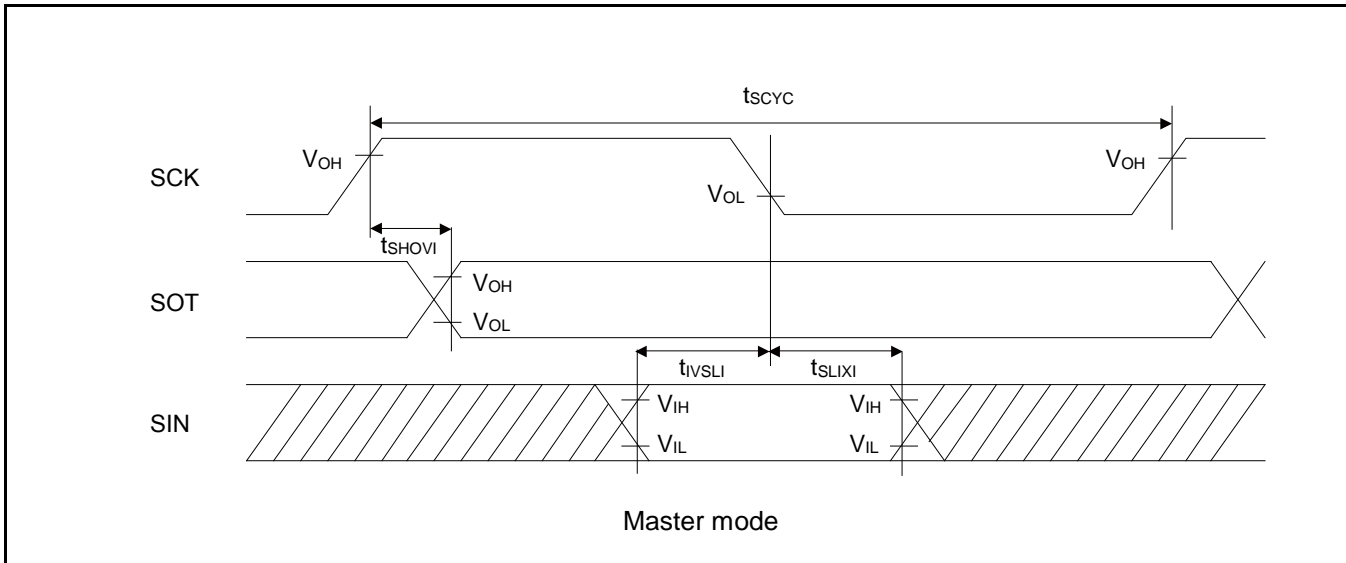 tSCYC
SCK
VOH
VOL
VOH
tSHOVI
SOT
VOH
VOL
tIVSLI
tSLIXI
SIN
VIH
VIL
VIH
VIL
Master mode